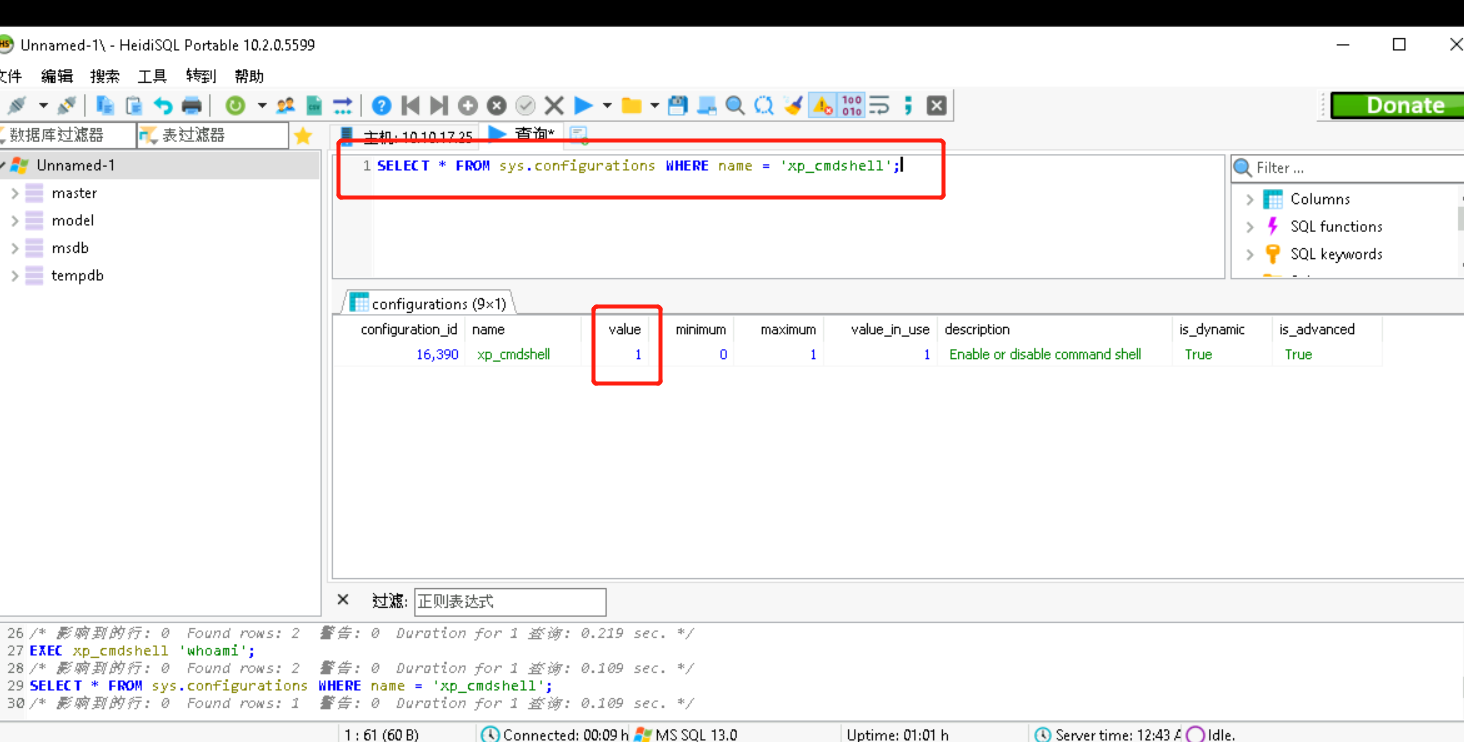 Unnamed-1\ - HeidiSQL Portable 10.2.0.5599
文件 编辑 搜索 工具 转到 帮助
Donate
数据库过滤器 表过滤器 主机: 10.10.17.25 查询*
Unnamed-1
master
model
msdb
tempdb
1 SELECT * FROM sys.configurations WHERE name = 'xp_cmdshell';
Filter ...
Columns
SQL functions
SQL keywords
configurations (9×1)
configuration_id name value minimum maximum value_in_use description is_dynamic is_advanced
16,390 xp_cmdshell 1 0 1 1 Enable or disable command shell True True
过滤: 正则表达式
26 /* 影响到的行: 0 Found rows: 2 警告: 0 Duration for 1 查询: 0.219 sec. */
27 EXEC xp_cmdshell 'whoami';
28 /* 影响到的行: 0 Found rows: 2 警告: 0 Duration for 1 查询: 0.109 sec. */
29 SELECT * FROM sys.configurations WHERE name = 'xp_cmdshell';
30 /* 影响到的行: 0 Found rows: 1 警告: 0 Duration for 1 查询: 0.109 sec. */
1 : 61 (60 B) Connected: 00:09 h MS SQL 13.0 Uptime: 01:01 h Server time: 12:43 A Idle.